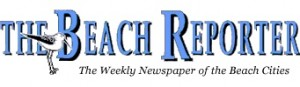 THE BEACH REPORTER
The Weekly Newspaper of the Beach Cities